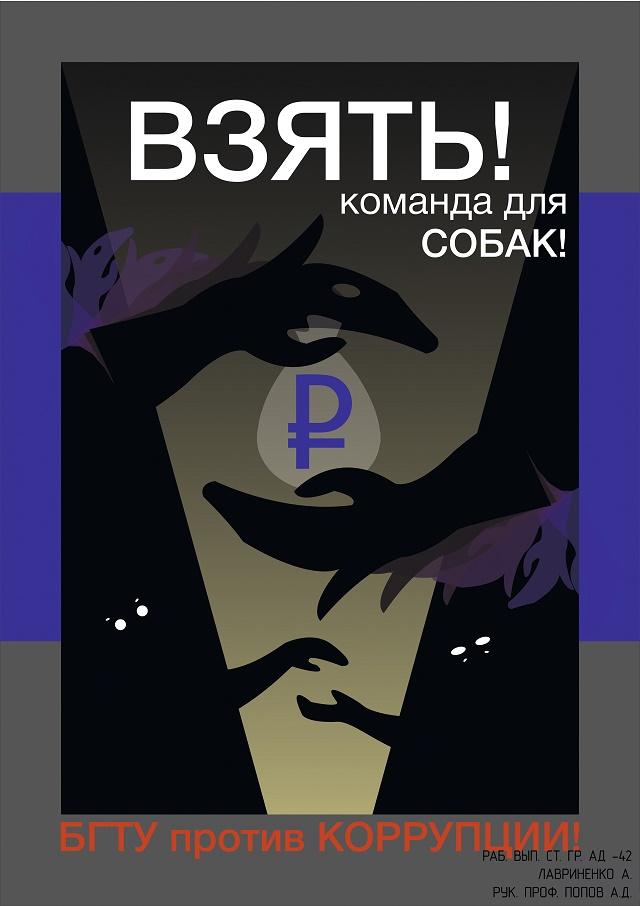 ВЗЯТЬ!
команда для
СОБАК!
₽
БГТУ против КОРРУПЦИИ!
РАБ. ВЫП. СТ. ГР. АД -42
ЛАВРИНЕНКО А.
РУК. ПРОФ. ПОПОВ А.Д.